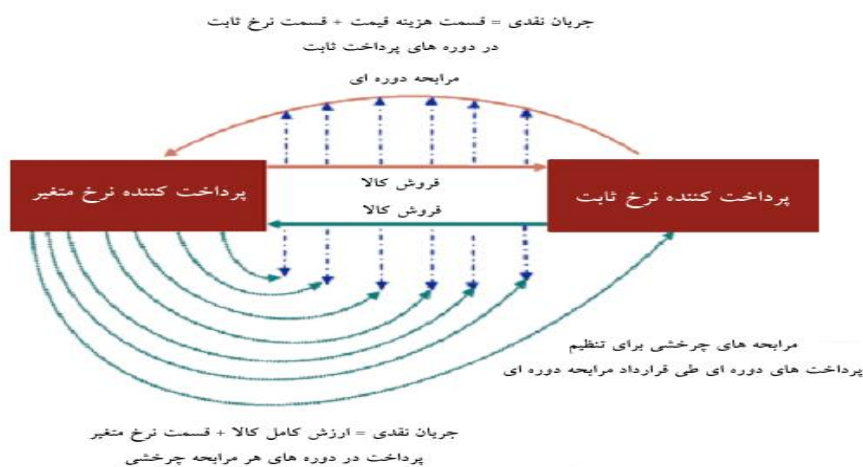 جریان نقدی = قسمت هزینه قیمت + قسمت نرخ ثابت
در دوره های پرداخت ثابت
مرابحه دوره ای
فروش کالا
پرداخت کننده نرخ ثابت
پرداخت کننده نرخ متغیر
فروش کالا
مرابحه های چرخشی برای تنظیم
پرداخت های دوره ای طی قرارداد مرابحه دوره ای
جریان نقدی = ارزش کامل کالا + قسمت نرخ متغیر
پرداخت در دوره های هر مرابحه چرخشی